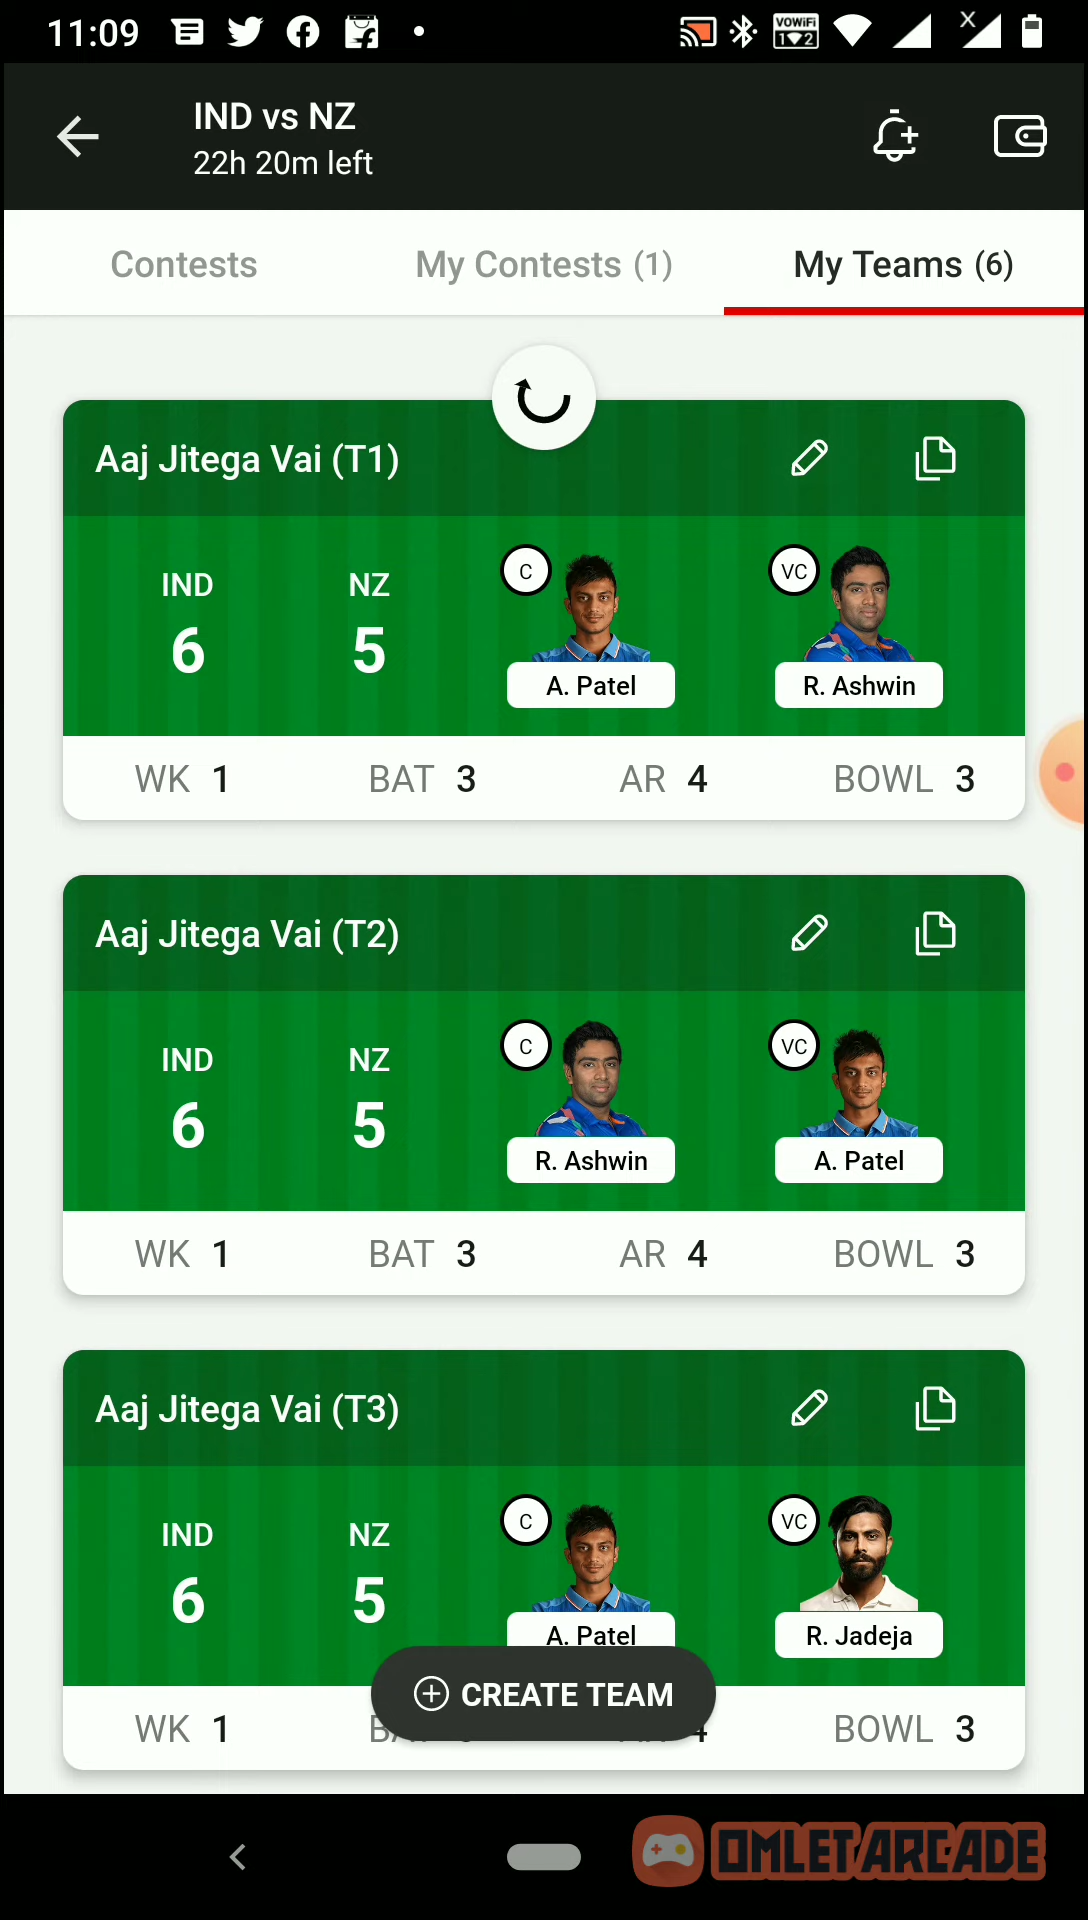 11:09
VOWiFi
1 2
X
IND vs NZ
22h 20m left
Contests
My Contests (1)
My Teams (6)
Aaj Jitega Vai (T1)
IND
NZ
6
5
C
VC
A. Patel
R. Ashwin
WK 1
BAT 3
AR 4
BOWL 3
Aaj Jitega Vai (T2)
IND
NZ
6
5
C
VC
R. Ashwin
A. Patel
WK 1
BAT 3
AR 4
BOWL 3
Aaj Jitega Vai (T3)
IND
NZ
6
5
C
VC
A. Patel
R. Jadeja
CREATE TEAM
WK 1
BOWL 3
OMLET ARCADE